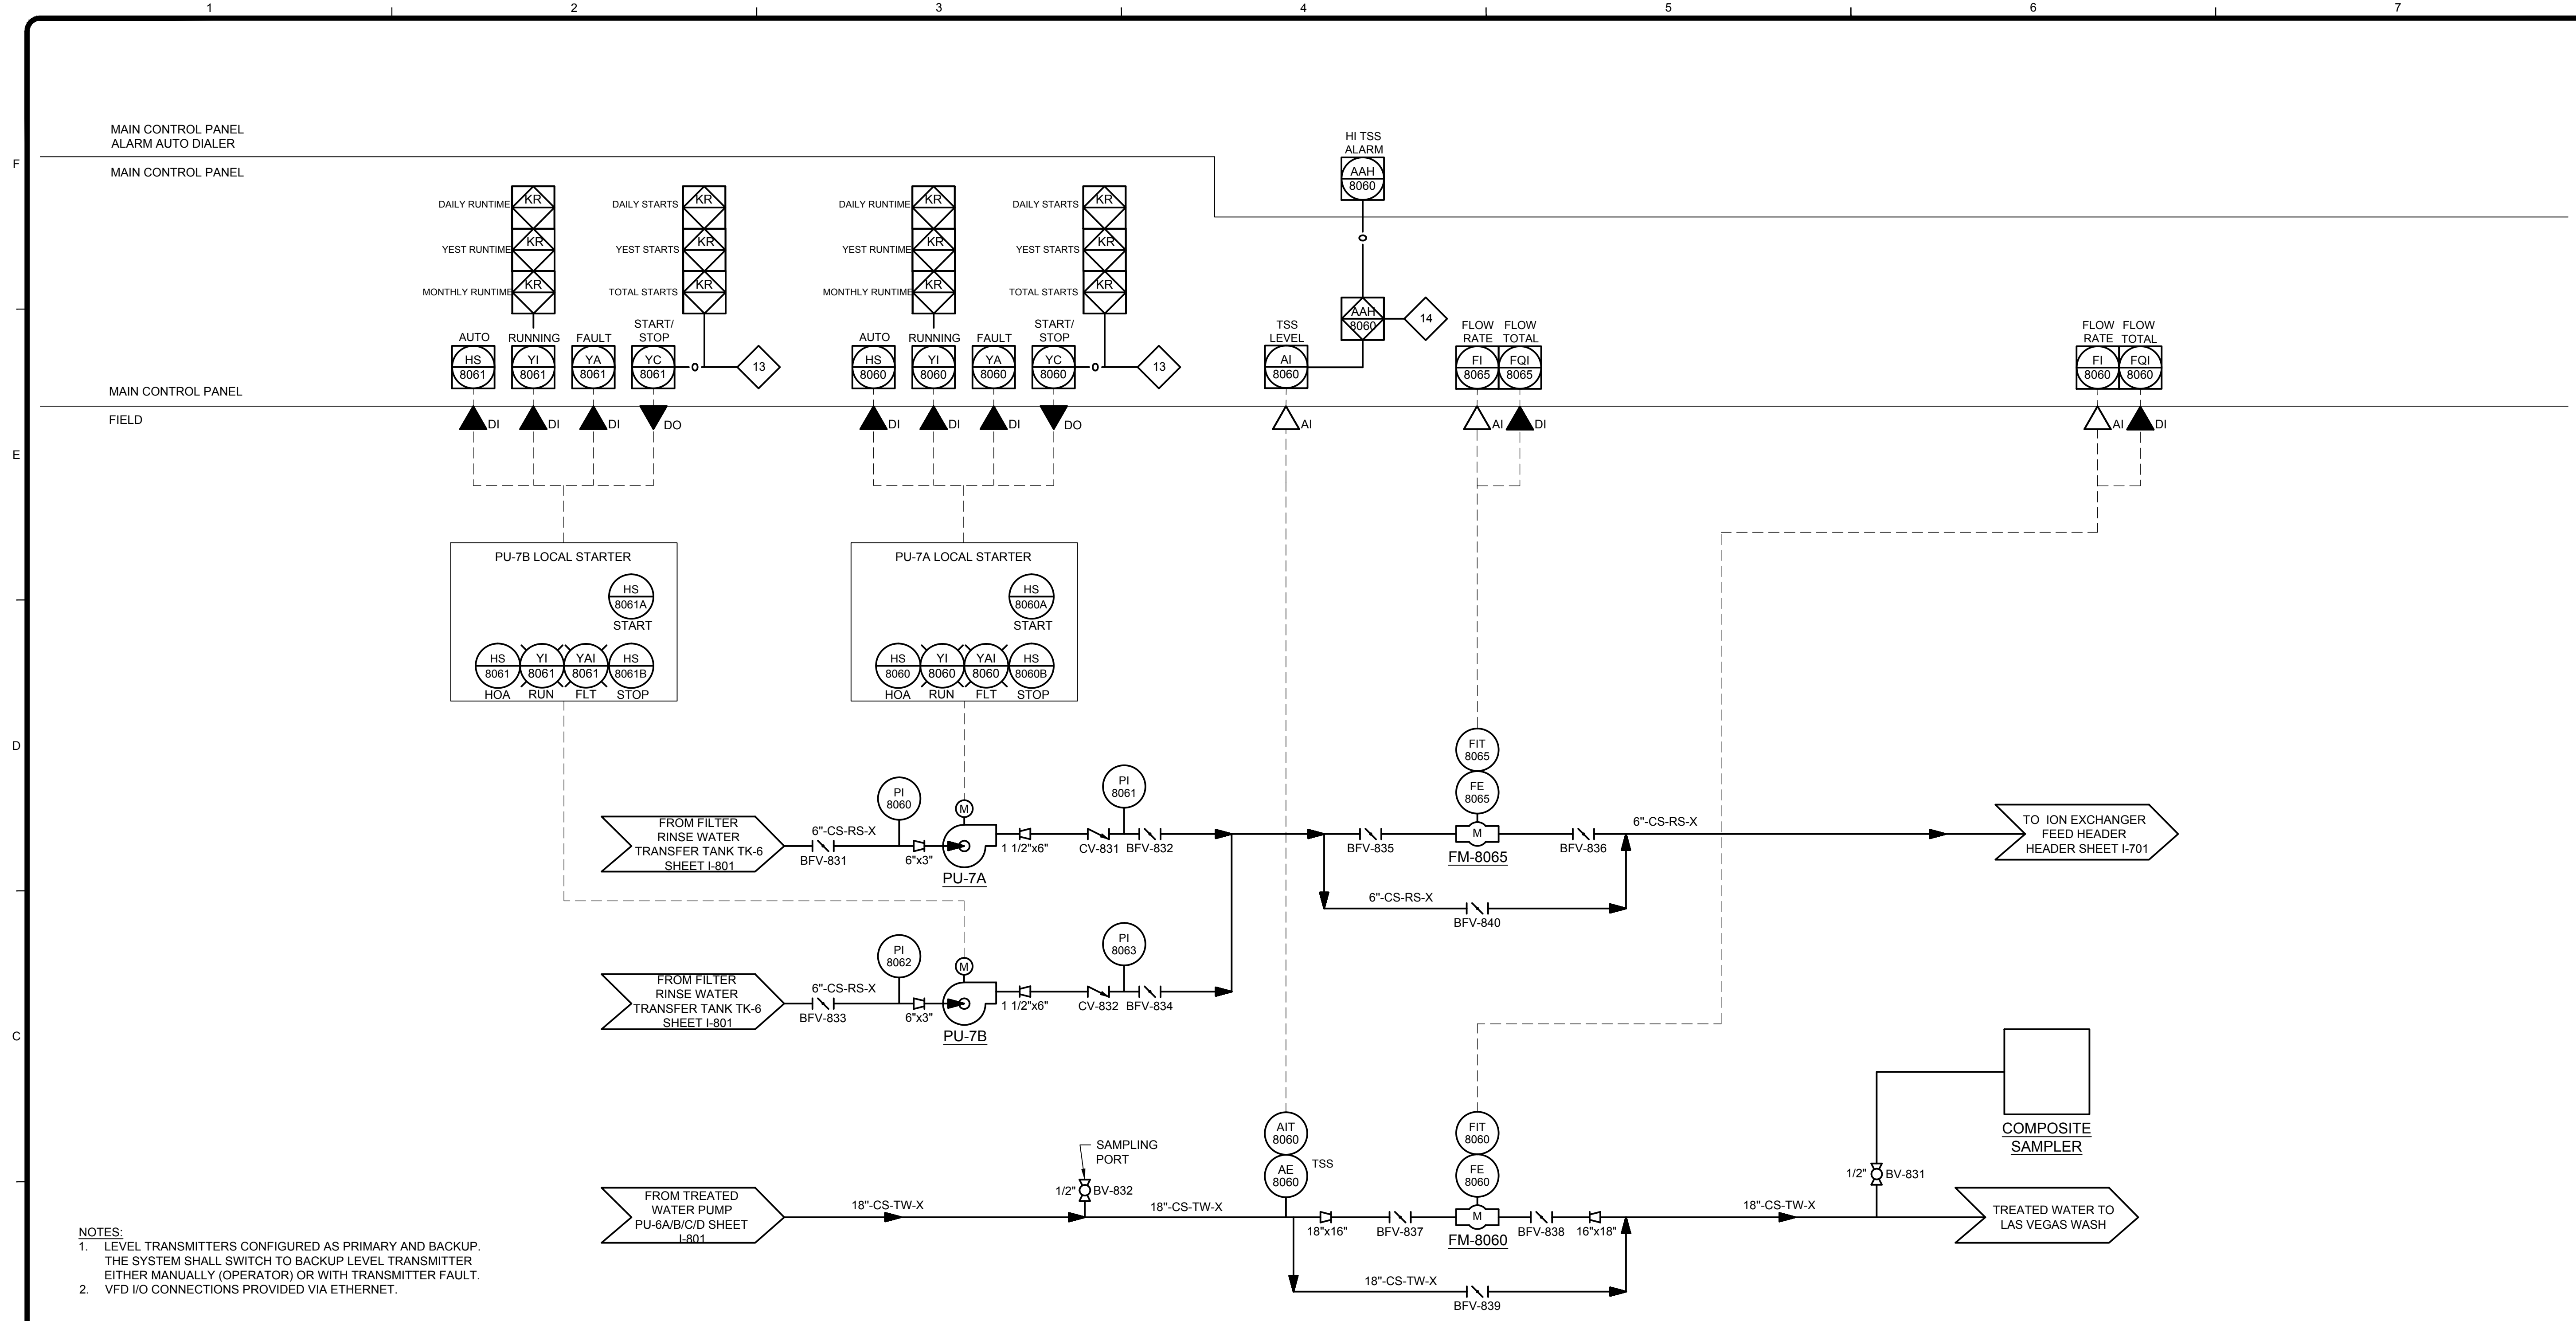 1 2 3 4 5 6 7
F
E
D
C
MAIN CONTROL PANEL
ALARM AUTO DIALER
MAIN CONTROL PANEL
HI TSS
ALARM
AAH
8060
DAILY RUNTIME KR
YEST RUNTIME KR
MONTHLY RUNTIME KR
DAILY STARTS KR
YEST STARTS KR
TOTAL STARTS KR
DAILY RUNTIME KR
YEST RUNTIME KR
MONTHLY RUNTIME KR
DAILY STARTS KR
YEST STARTS KR
TOTAL STARTS KR
AAH
8060
14
AUTO
HS
8061
RUNNING
YI
8061
FAULT
YA
8061
START/
STOP
YC
8061
13
AUTO
HS
8060
RUNNING
YI
8060
FAULT
YA
8060
START/
STOP
YC
8060
13
TSS
LEVEL
AI
8060
FLOW
RATE
FI
8065
FLOW
TOTAL
FQI
8065
FLOW
RATE
FI
8060
FLOW
TOTAL
FQI
8060
MAIN CONTROL PANEL
FIELD
DI DI DI DO DI DI DI DO AI AI DI AI DI
PU-7B LOCAL STARTER
HS
8061A
START
HS
8061
HOA
YI
8061
RUN
YAI
8061
FLT
HS
8061B
STOP
PU-7A LOCAL STARTER
HS
8060A
START
HS
8060
HOA
YI
8060
RUN
YAI
8060
FLT
HS
8060B
STOP
FROM FILTER
RINSE WATER
TRANSFER TANK TK-6
SHEET I-801
6"-CS-RS-X
BFV-831
PI
8060
6"x3"
M
PU-7A
1 1/2"x6"
CV-831
PI
8061
BFV-832
BFV-835
FIT
8065
FE
8065
M
FM-8065
BFV-836
6"-CS-RS-X
6"-CS-RS-X
BFV-840
TO ION EXCHANGER
FEED HEADER
HEADER SHEET I-701
FROM FILTER
RINSE WATER
TRANSFER TANK TK-6
SHEET I-801
6"-CS-RS-X
BFV-833
PI
8062
6"x3"
M
PU-7B
1 1/2"x6"
CV-832
PI
8063
BFV-834
FROM TREATED
WATER PUMP
PU-6A/B/C/D SHEET
I-801
18"-CS-TW-X
SAMPLING
PORT
1/2" BV-832
18"-CS-TW-X
AIT
8060
AE
8060
TSS
18"x16"
BFV-837
FIT
8060
FE
8060
M
FM-8060
BFV-838
16"x18"
18"-CS-TW-X
BFV-839
18"-CS-TW-X
1/2" BV-831
COMPOSITE
SAMPLER
TREATED WATER TO
LAS VEGAS WASH
NOTES:
1. LEVEL TRANSMITTERS CONFIGURED AS PRIMARY AND BACKUP.
THE SYSTEM SHALL SWITCH TO BACKUP LEVEL TRANSMITTER
EITHER MANUALLY (OPERATOR) OR WITH TRANSMITTER FAULT.
2. VFD I/O CONNECTIONS PROVIDED VIA ETHERNET.